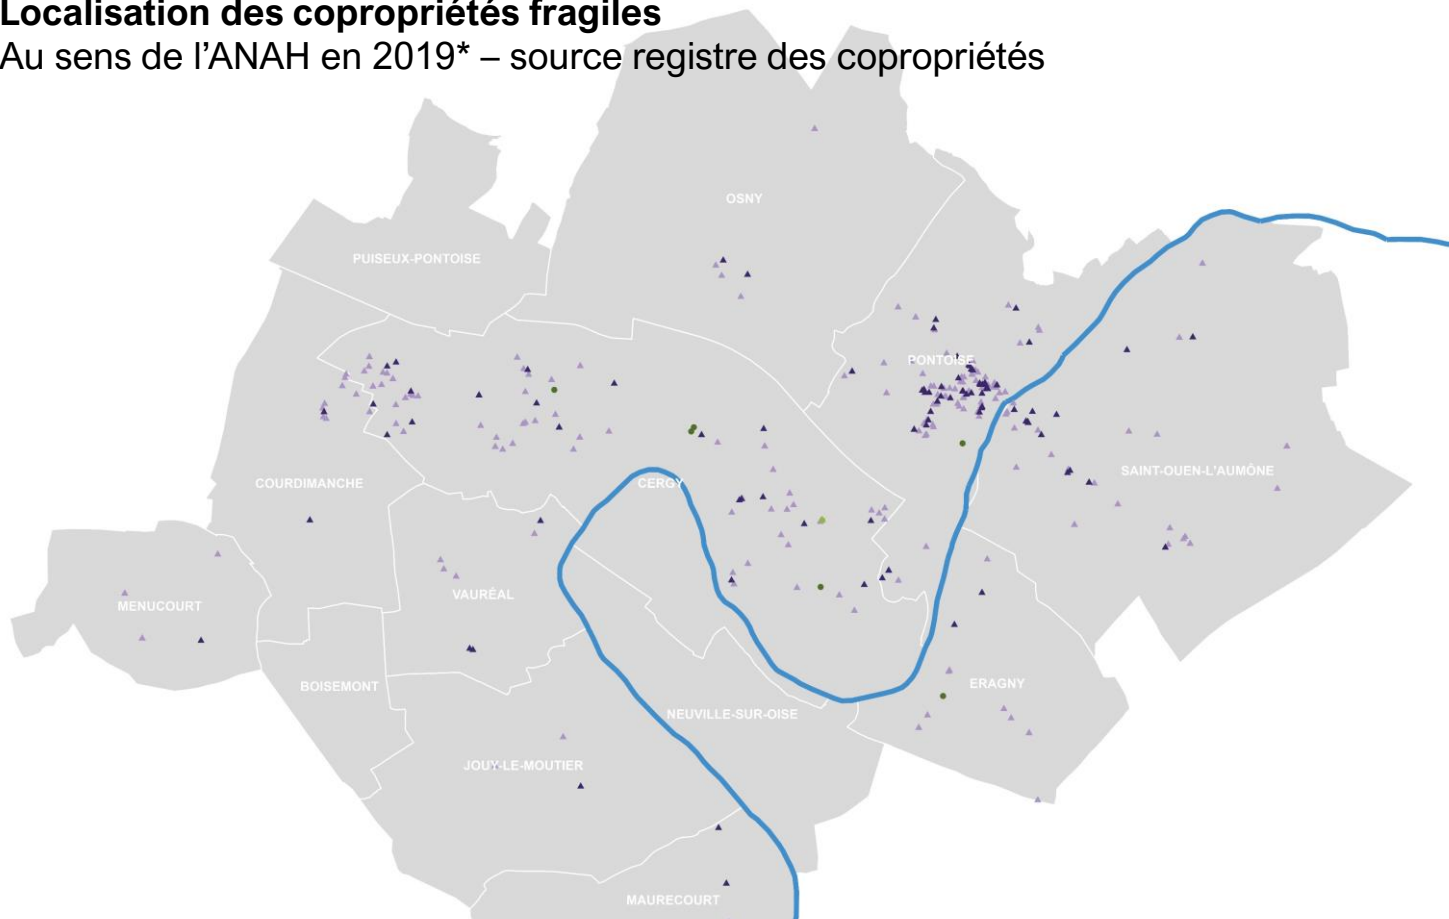 Localisation des copropriétés fragiles
Au sens de l'ANAH en 2019* – source registre des copropriétés
OSNY
PUISEUX-PONTOISE
PONTOISE
SAINT-OUEN-L'AUMÔNE
COURDIMANCHE
CERGY
MENUCOURT
VAURÉAL
BOISEMONT
ERAGNY
NEUVILLE-SUR-OISE
JOUY-LE-MOUTIER
MAURECOURT